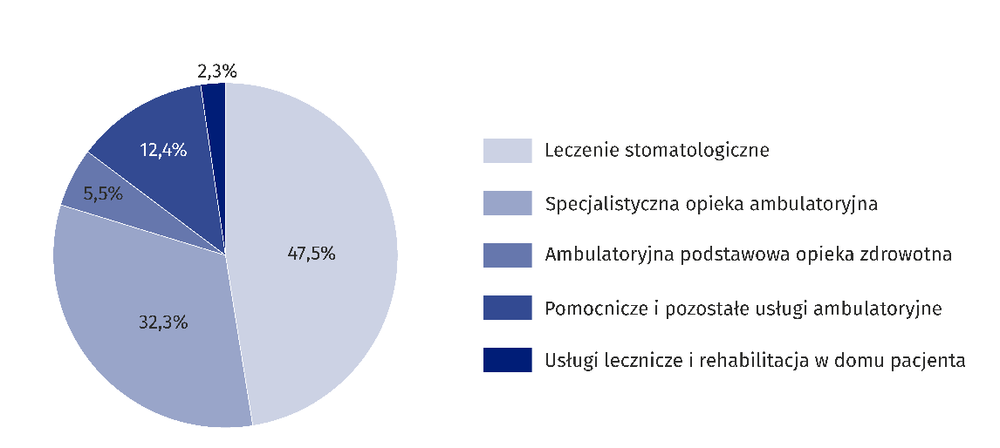 2,3%
12,4%
5,5%
47,5%
32,3%
Leczenie stomatologiczne
Specjalistyczna opieka ambulatoryjna
Ambulatoryjna podstawowa opieka zdrowotna
Pomocnicze i pozostałe usługi ambulatoryjne
Usługi lecznicze i rehabilitacja w domu pacjenta